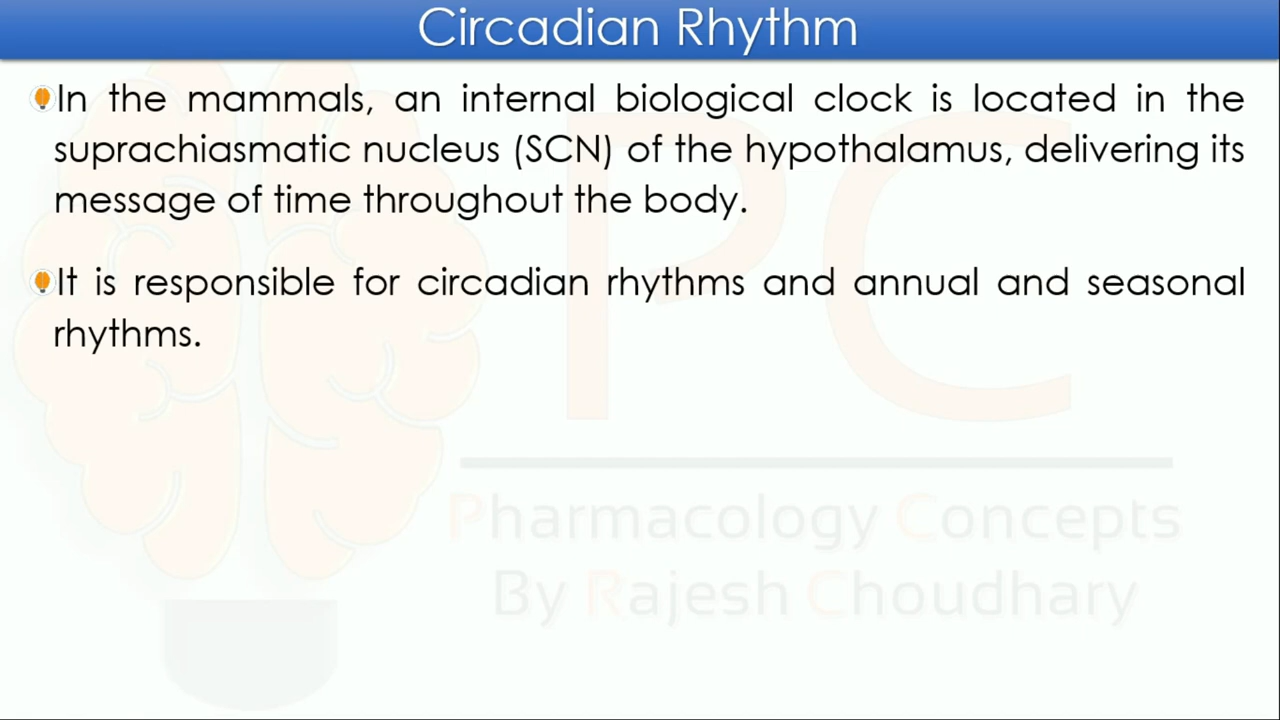 Circadian Rhythm
In the mammals, an internal biological clock is located in the
suprachiasmatic nucleus (SCN) of the hypothalamus, delivering its
message of time throughout the body.
It is responsible for circadian rhythms and annual and seasonal
rhythms.
PC
Pharmacology Concepts
By Rajesh Choudhary